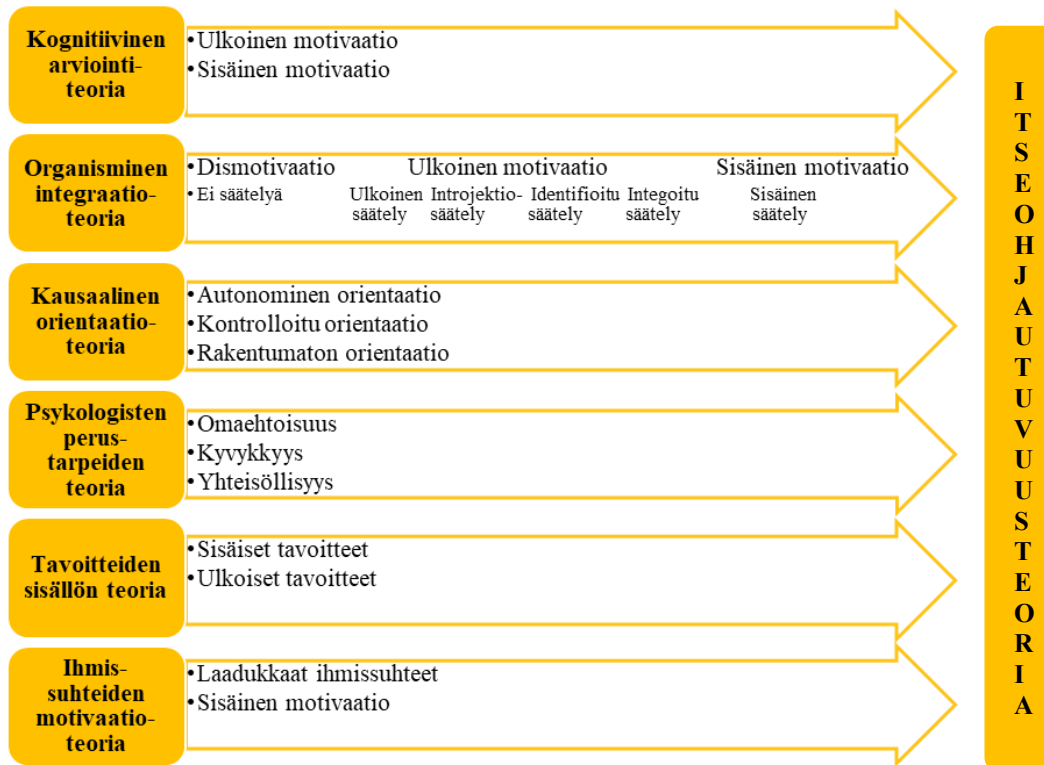 Kognitiivinen
arviointi-
teoria
•Ulkoinen motivaatio
•Sisäinen motivaatio
Organisminen
integraatio-
teoria
•Dismotivaatio Ulkoinen motivaatio Sisäinen motivaatio
•Ei säätelyä Ulkoinen Introjektio- Identifioitu Integoitu Sisäinen
säätely säätely säätely säätely säätely
Kausaalinen
orientaatio-
teoria
•Autonominen orientaatio
•Kontrolloitu orientaatio
•Rakentumaton orientaatio
Psykologisten
perus-
tarpeiden
teoria
•Omaehtoisuus
•Kyvykkyys
•Yhteisöllisyys
Tavoitteiden
sisällön teoria
•Sisäiset tavoitteet
•Ulkoiset tavoitteet
Ihmis-
suhteiden
motivaatio-
teoria
•Laadukkaat ihmissuhteet
•Sisäinen motivaatio
ITSEOHJAUTUVUUSTEORIA